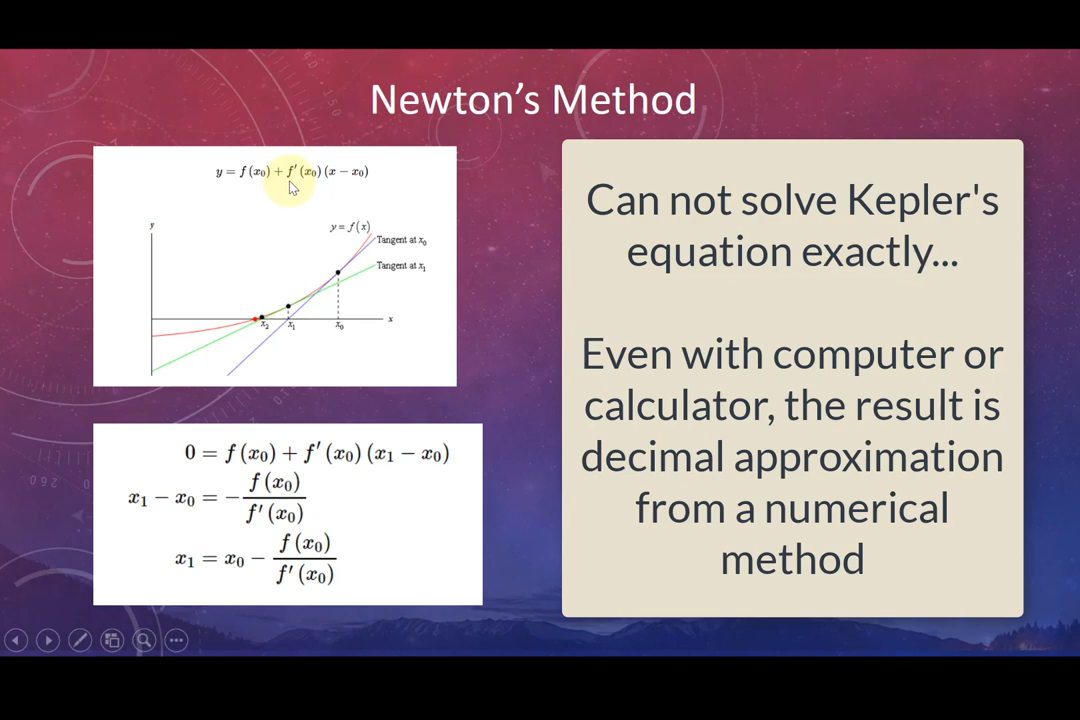 Newton's Method
y = f (x₀) + f′ (x₀) (x − x₀)
y
y = f (x)
Tangent at x₀
Tangent at x₁
x₂
x₁
x₀
x
0 = f (x₀) + f′ (x₀) (x₁ − x₀)
x₁ − x₀ = − f (x₀) / f′ (x₀)
x₁ = x₀ − f (x₀) / f′ (x₀)
Can not solve Kepler's
equation exactly...
Even with computer or
calculator, the result is
decimal approximation
from a numerical
method